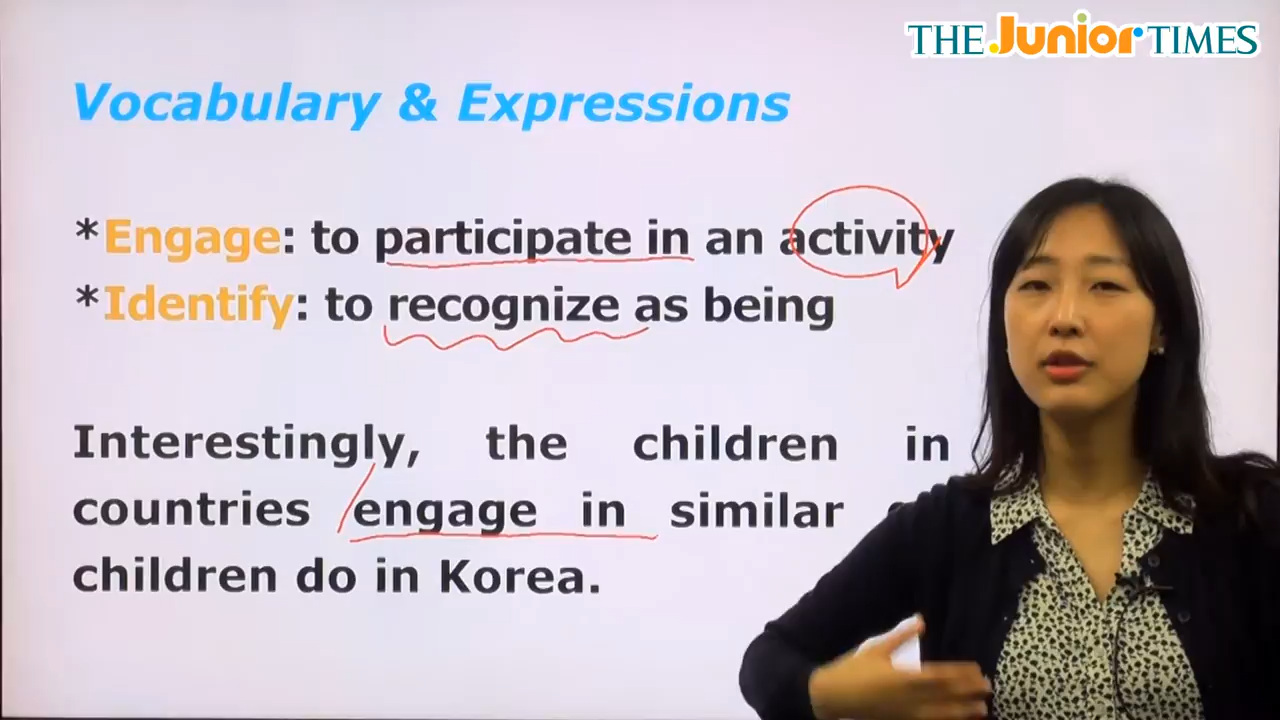 THE Junior TIMES
Vocabulary & Expressions
*Engage: to participate in an activity
*Identify: to recognize as being
Interestingly, the children in
countries engage in similar
children do in Korea.